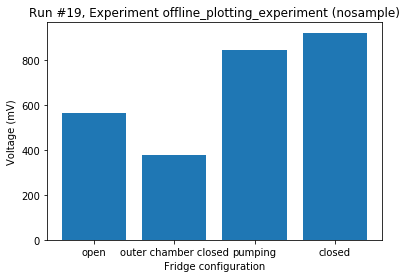 Run #19, Experiment offline_plotting_experiment (nosample)
800
600
400
200
0
Voltage (mV)
open outer chamber closed pumping closed
Fridge configuration